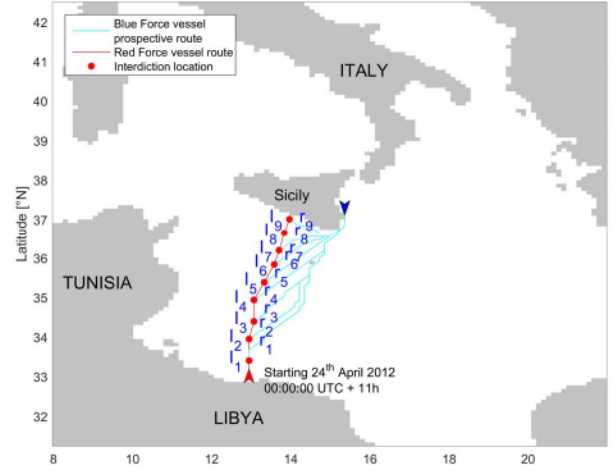 Blue Force vessel
prospective route
Red Force vessel route
Interdiction location
ITALY
Sicily
TUNISIA
LIBYA
Starting 24th April 2012
00:00:00 UTC + 11h
Latitude [°N]
42
41
40
39
38
37
36
35
34
33
32
8
10
12
14
16
18
20
l9
r9
l8
r8
l7
r7
l6
r6
l5
r5
l4
r4
l3
r3
l2
r2
l1
r1